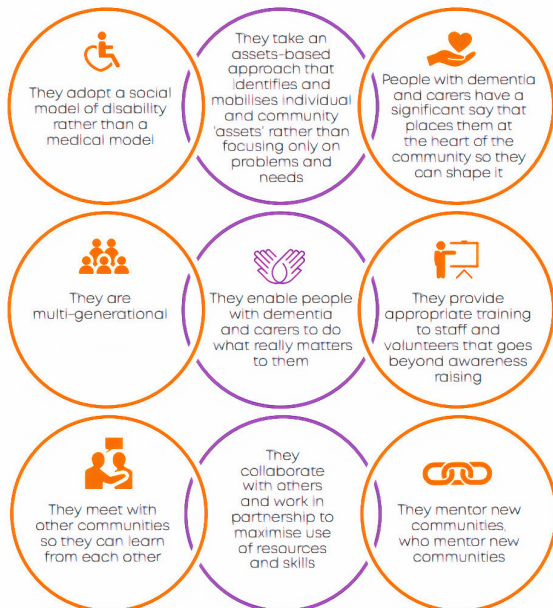 They adopt a social
model of disability
rather than a
medical model
They take an
assets-based
approach that
identifies and
mobilises individual
and community
'assets' rather than
focusing only on
problems and
needs
People with dementia
and carers have a
significant say that
places them at
the heart of the
community so they
can shape it
They are
multi-generational
They enable people
with dementia
and carers to do
what really matters
to them
They provide
appropriate training
to staff and
volunteers that goes
beyond awareness
raising
They meet with
other communities
so they can learn
from each other
They
collaborate
with others
and work in
partnership to
maximise use
of resources
and skills
They mentor new
communities,
who mentor new
communities